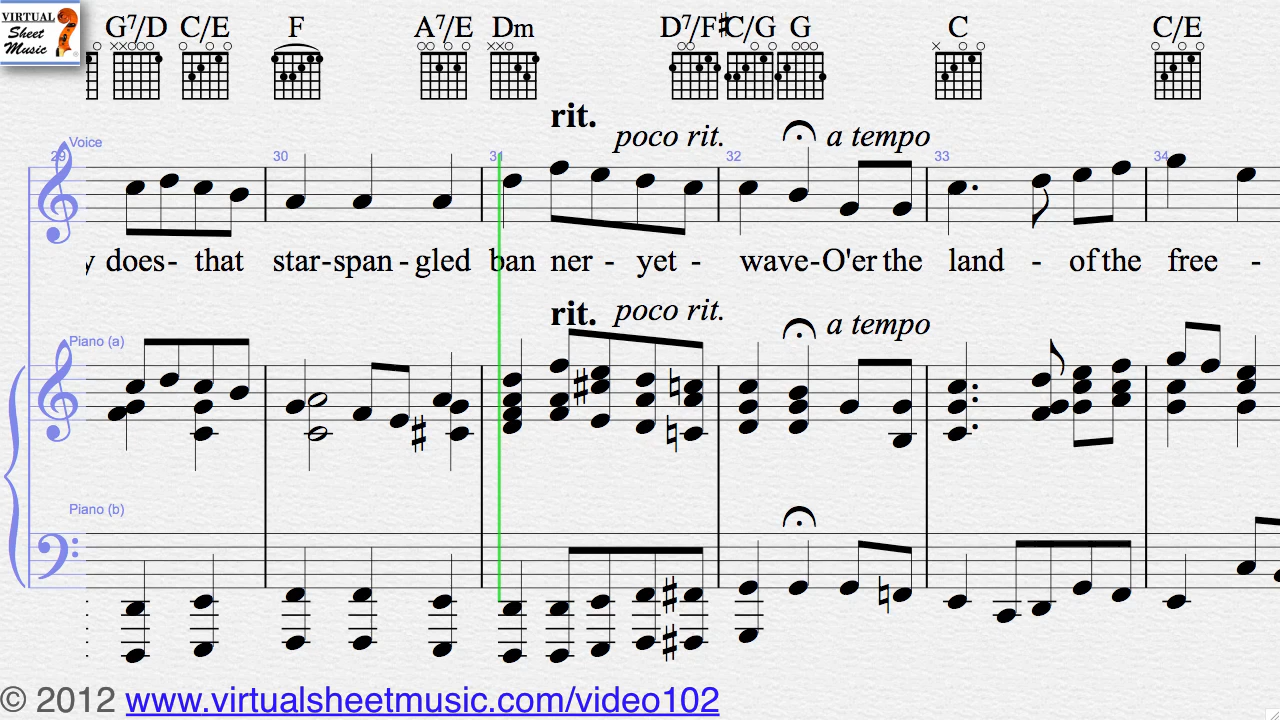 VIRTUAL
Sheet
Music
G7/D C/E F A7/E Dm D7/F# C/G G C C/E
rit.
poco rit. a tempo
Voice
29 30 31 32 33 34
y does- that star-span-gled ban ner - yet - wave-O'er the land - of the free -
rit. poco rit. a tempo
Piano (a)
Piano (b)
© 2012 www.virtualsheetmusic.com/video102